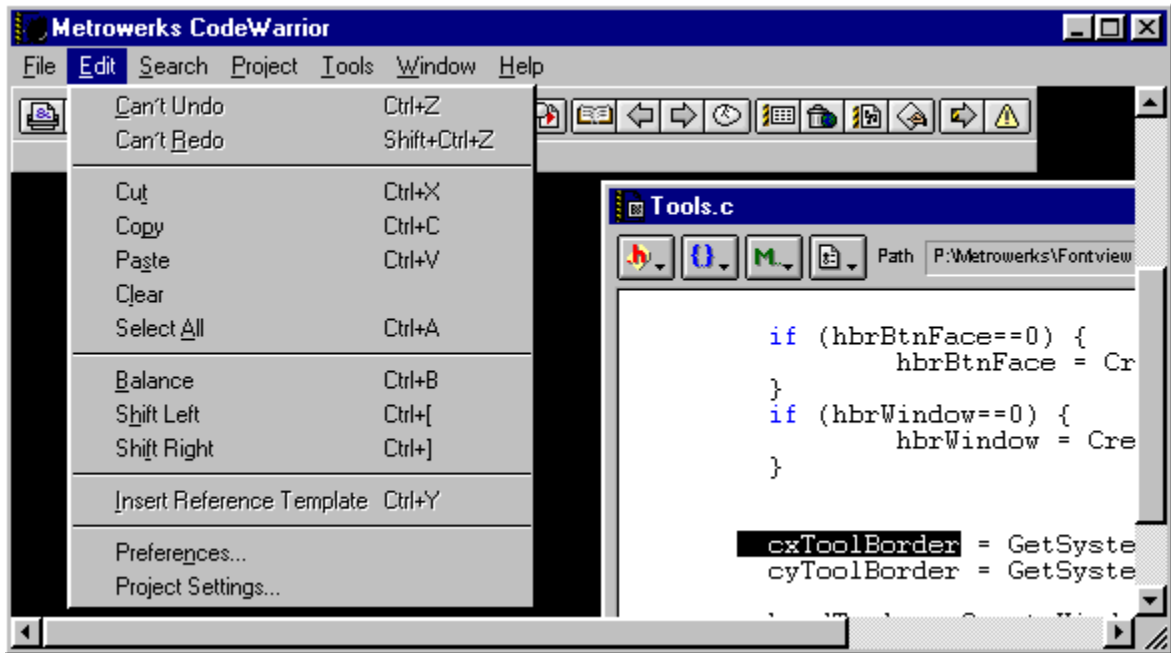 Metrowerks CodeWarrior
File Edit Search Project Tools Window Help
Can't Undo Ctrl+Z
Can't Redo Shift+Ctrl+Z
Cut Ctrl+X
Copy Ctrl+C
Paste Ctrl+V
Clear
Select All Ctrl+A
Balance Ctrl+B
Shift Left Ctrl+[
Shift Right Ctrl+]
Insert Reference Template Ctrl+Y
Preferences...
Project Settings...
Tools.c
h {} M... Path P:\Metrowerks\Fontview
if (hbrBtnFace==0) {
hbrBtnFace = Cr
}
if (hbrWindow==0) {
hbrWindow = Cre
}
cxToolBorder = GetSyste
cyToolBorder = GetSyste